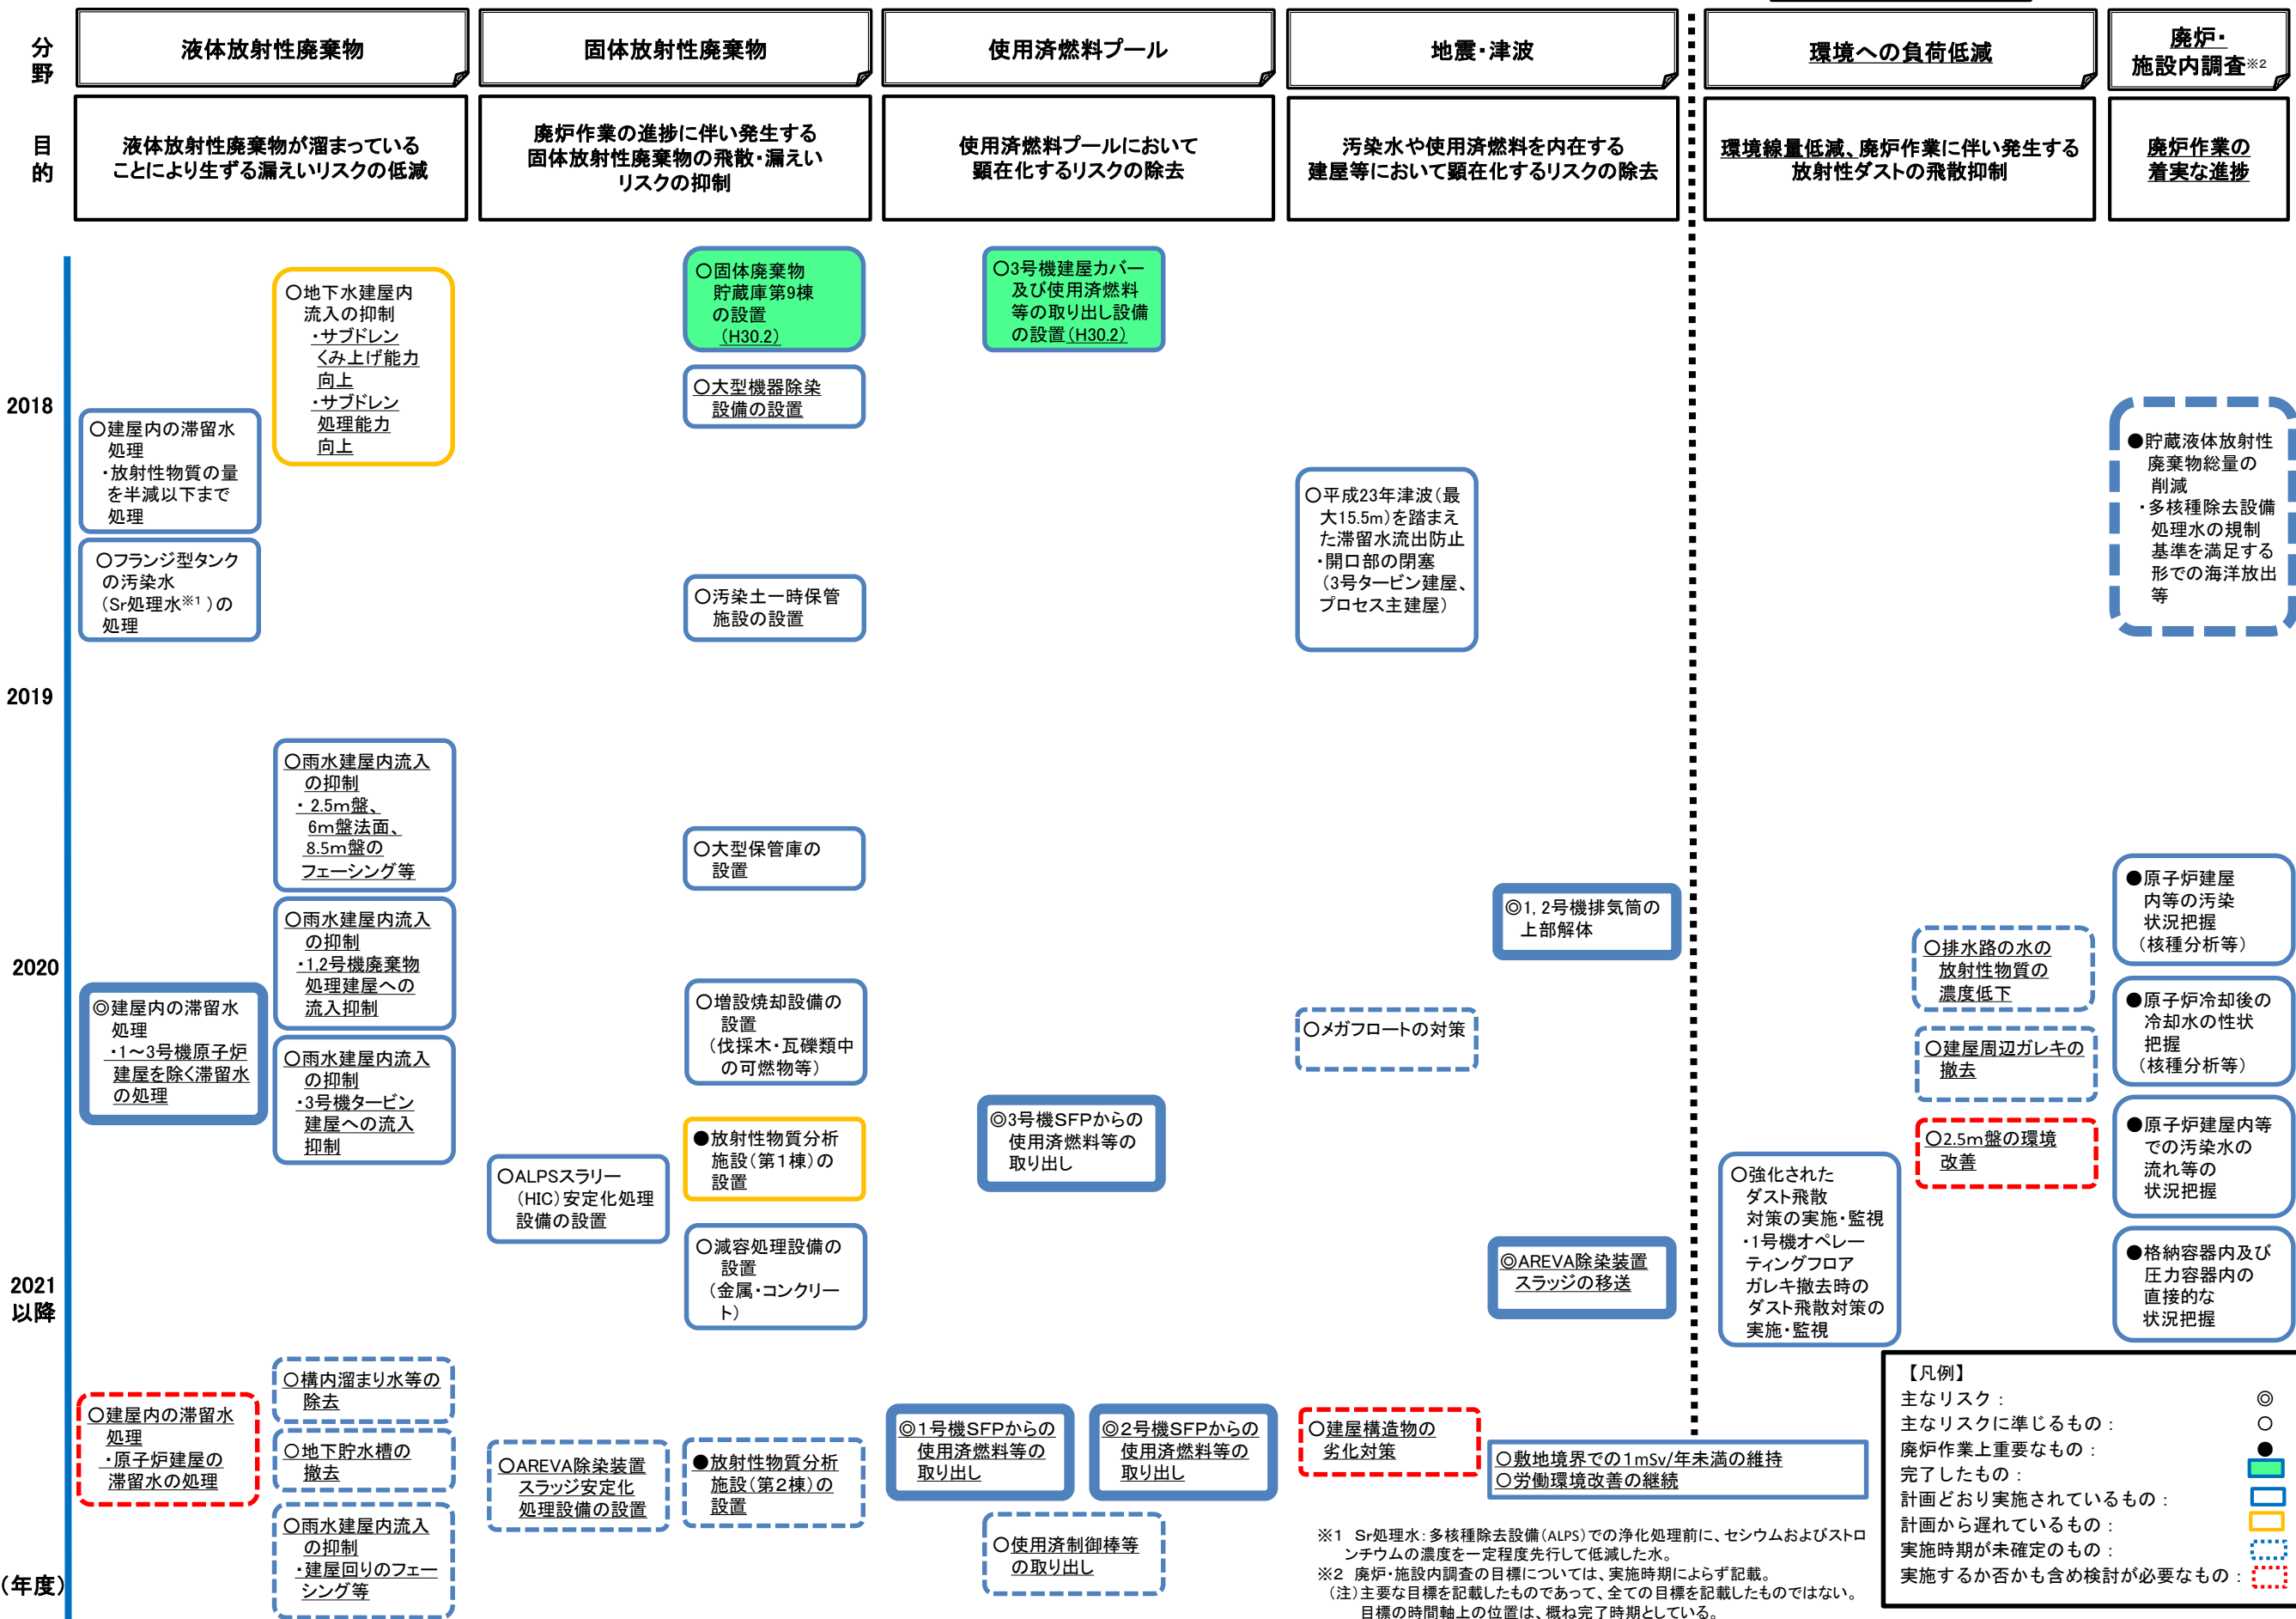 分野
液体放射性廃棄物
固体放射性廃棄物
使用済燃料プール
地震・津波
環境への負荷低減
廃炉・
施設内調査※2
目的
液体放射性廃棄物が溜まっている
ことにより生ずる漏えいリスクの低減
廃炉作業の進捗に伴い発生する
固体放射性廃棄物の飛散・漏えい
リスクの抑制
使用済燃料プールにおいて
顕在化するリスクの除去
汚染水や使用済燃料を内在する
建屋等において顕在化するリスクの除去
環境線量低減、廃炉作業に伴い発生する
放射性ダストの飛散抑制
廃炉作業の
着実な進捗
2018
2019
2020
2021
以降
(年度)
○建屋内の滞留水
処理
・放射性物質の量
を半減以下まで
処理
○フランジ型タンク
の汚染水
(Sr処理水※1)の
処理
◎建屋内の滞留水
処理
・1～3号機原子炉
建屋を除く滞留水
の処理
○建屋内の滞留水
処理
・原子炉建屋の
滞留水の処理
○地下水建屋内
流入の抑制
・サブドレン
くみ上げ能力
向上
・サブドレン
処理能力
向上
○雨水建屋内流入
の抑制
・2.5m盤、
6m盤法面、
8.5m盤の
フェーシング等
○雨水建屋内流入
の抑制
・1,2号機廃棄物
処理建屋への
流入抑制
○雨水建屋内流入
の抑制
・3号機タービン
建屋への流入
抑制
○構内溜まり水等の
除去
○地下貯水槽の
撤去
○雨水建屋内流入
の抑制
・建屋回りのフェー
シング等
○ALPSスラリー
(HIC)安定化処理
設備の設置
○AREVA除染装置
スラッジ安定化
処理設備の設置
○固体廃棄物
貯蔵庫第9棟
の設置
(H30.2)
○大型機器除染
設備の設置
○汚染土一時保管
施設の設置
○大型保管庫の
設置
○増設焼却設備の
設置
(伐採木・瓦礫類中
の可燃物等)
●放射性物質分析
施設(第1棟)の
設置
○減容処理設備の
設置
(金属・コンクリー
ト)
●放射性物質分析
施設(第2棟)の
設置
○3号機建屋カバー
及び使用済燃料
等の取り出し設備
の設置(H30.2)
◎3号機SFPからの
使用済燃料等の
取り出し
◎1号機SFPからの
使用済燃料等の
取り出し
◎2号機SFPからの
使用済燃料等の
取り出し
○使用済制御棒等
の取り出し
○平成23年津波(最
大15.5m)を踏まえ
た滞留水流出防止
・開口部の閉塞
(3号タービン建屋、
プロセス主建屋)
◎1,2号機排気筒の
上部解体
○メガフロートの対策
◎AREVA除染装置
スラッジの移送
○建屋構造物の
劣化対策
○敷地境界での1mSv/年未満の維持
○労働環境改善の継続
○強化された
ダスト飛散
対策の実施・監視
・1号機オペレー
ティングフロア
ガレキ撤去時の
ダスト飛散対策の
実施・監視
○排水路の水の
放射性物質の
濃度低下
○建屋周辺ガレキの
撤去
○2.5m盤の環境
改善
●貯蔵液体放射性
廃棄物総量の
削減
・多核種除去設備
処理水の規制
基準を満足する
形での海洋放出
等
●原子炉建屋
内等の汚染
状況把握
(核種分析等)
●原子炉冷却後の
冷却水の性状
把握
(核種分析等)
●原子炉建屋内等
での汚染水の
流れ等の
状況把握
●格納容器内及び
圧力容器内の
直接的な
状況把握
【凡例】
主なリスク： ◎
主なリスクに準じるもの： ○
廃炉作業上重要なもの： ●
完了したもの：
計画どおり実施されているもの：
計画から遅れているもの：
実施時期が未確定のもの：
実施するか否かも含め検討が必要なもの：
※1 Sr処理水：多核種除去設備(ALPS)での浄化処理前に、セシウムおよびストロ
ンチウムの濃度を一定程度先行して低減した水。
※2 廃炉・施設内調査の目標については、実施時期によらず記載。
(注)主要な目標を記載したものであって、全ての目標を記載したものではない。
目標の時間軸上の位置は、概ね完了時期としている。